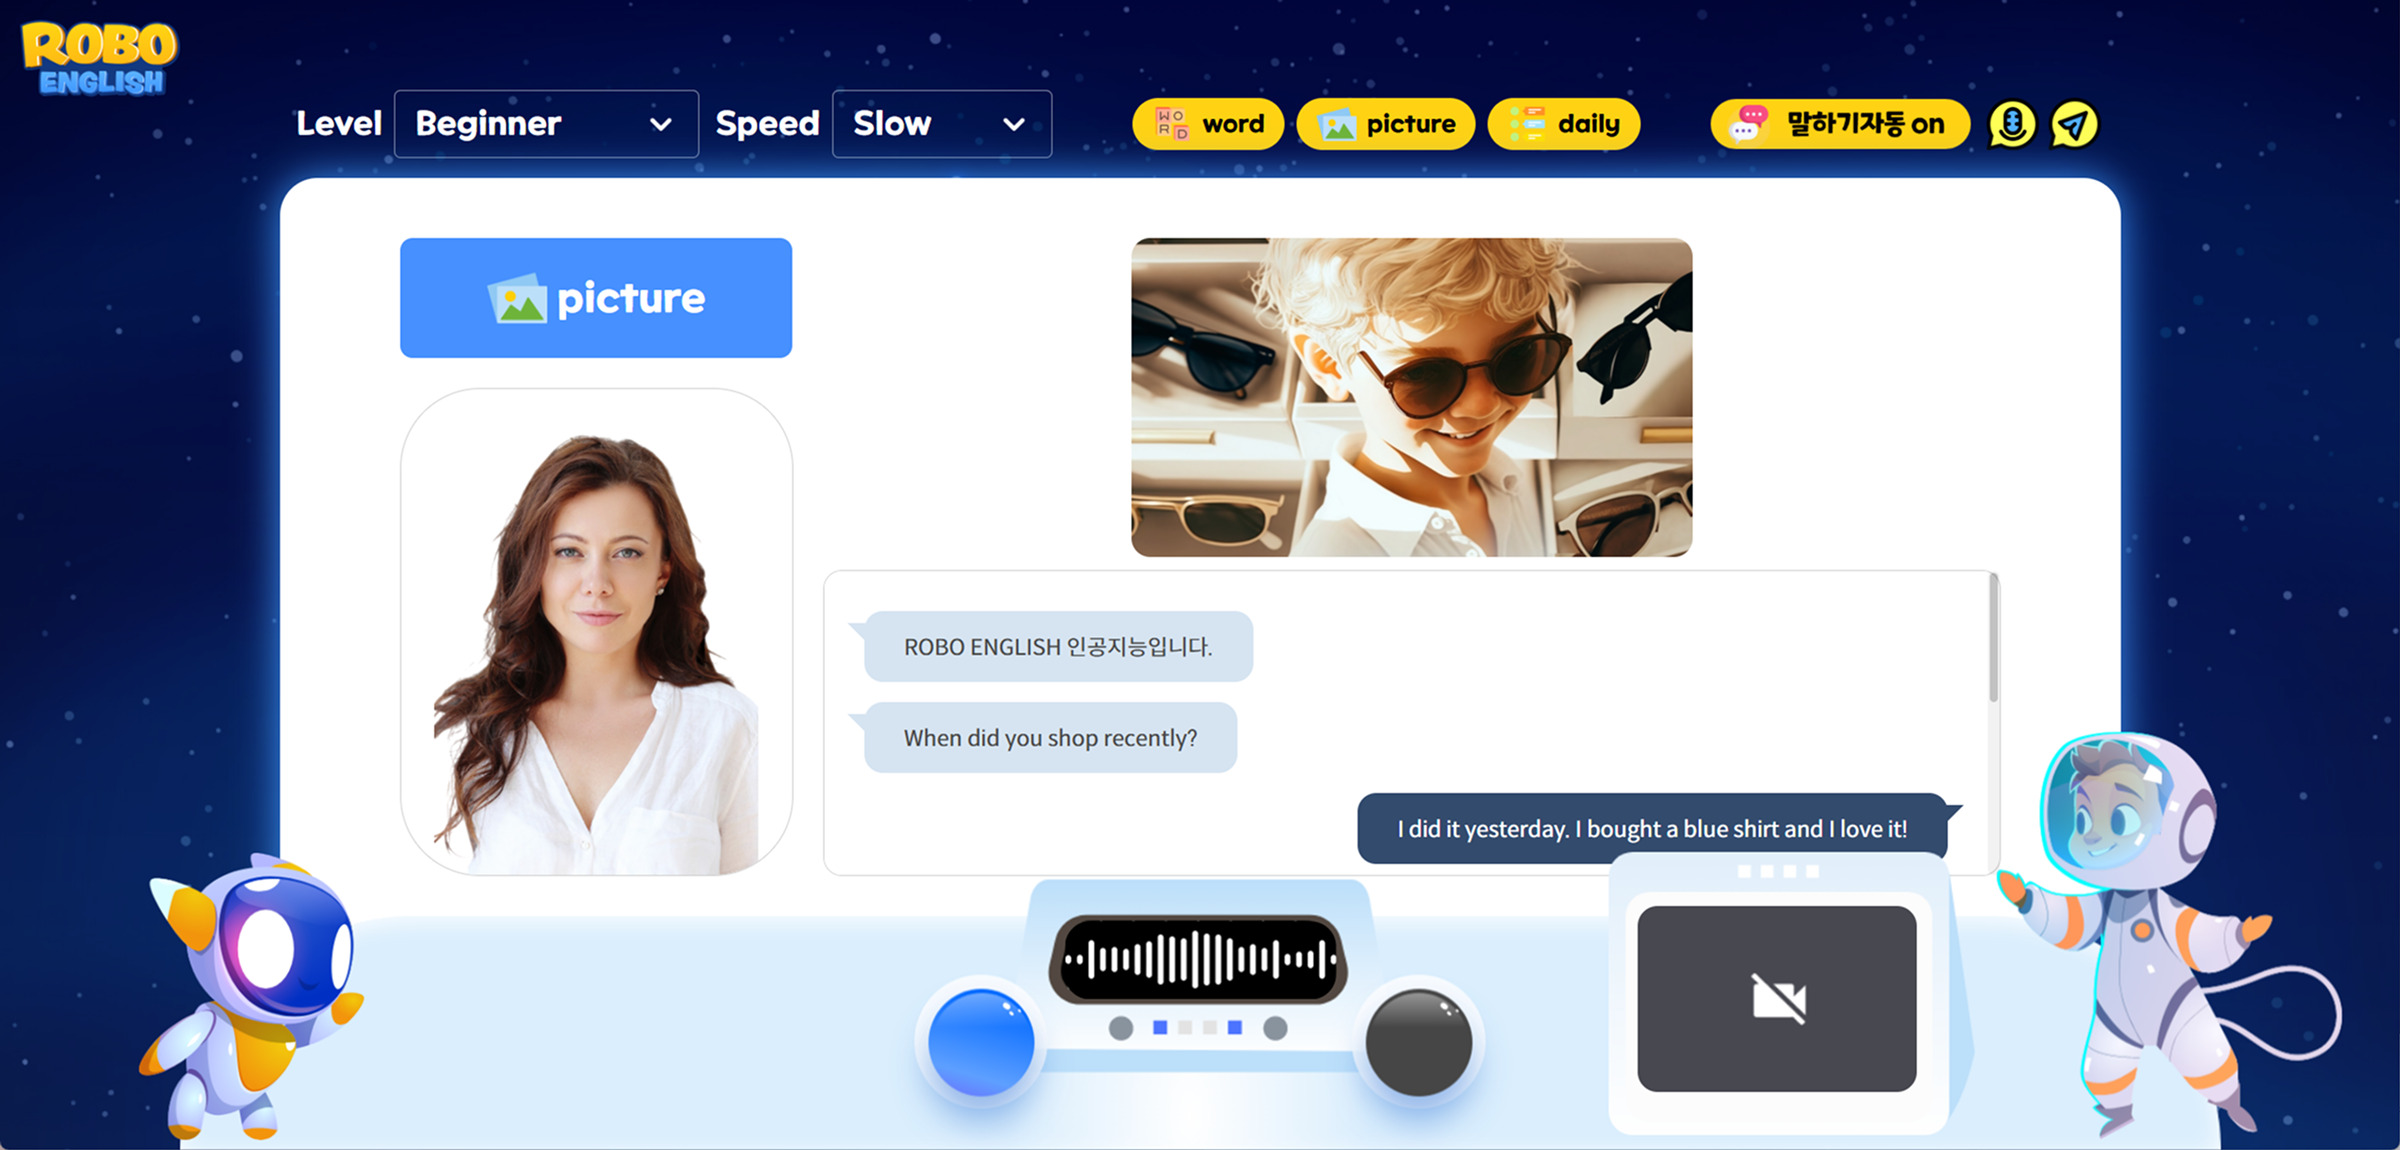 ROBO
ENGLISH
Level Beginner Speed Slow
WORD word picture daily 말하기자동 on
picture
ROBO ENGLISH 인공지능입니다.
When did you shop recently?
I did it yesterday. I bought a blue shirt and I love it!